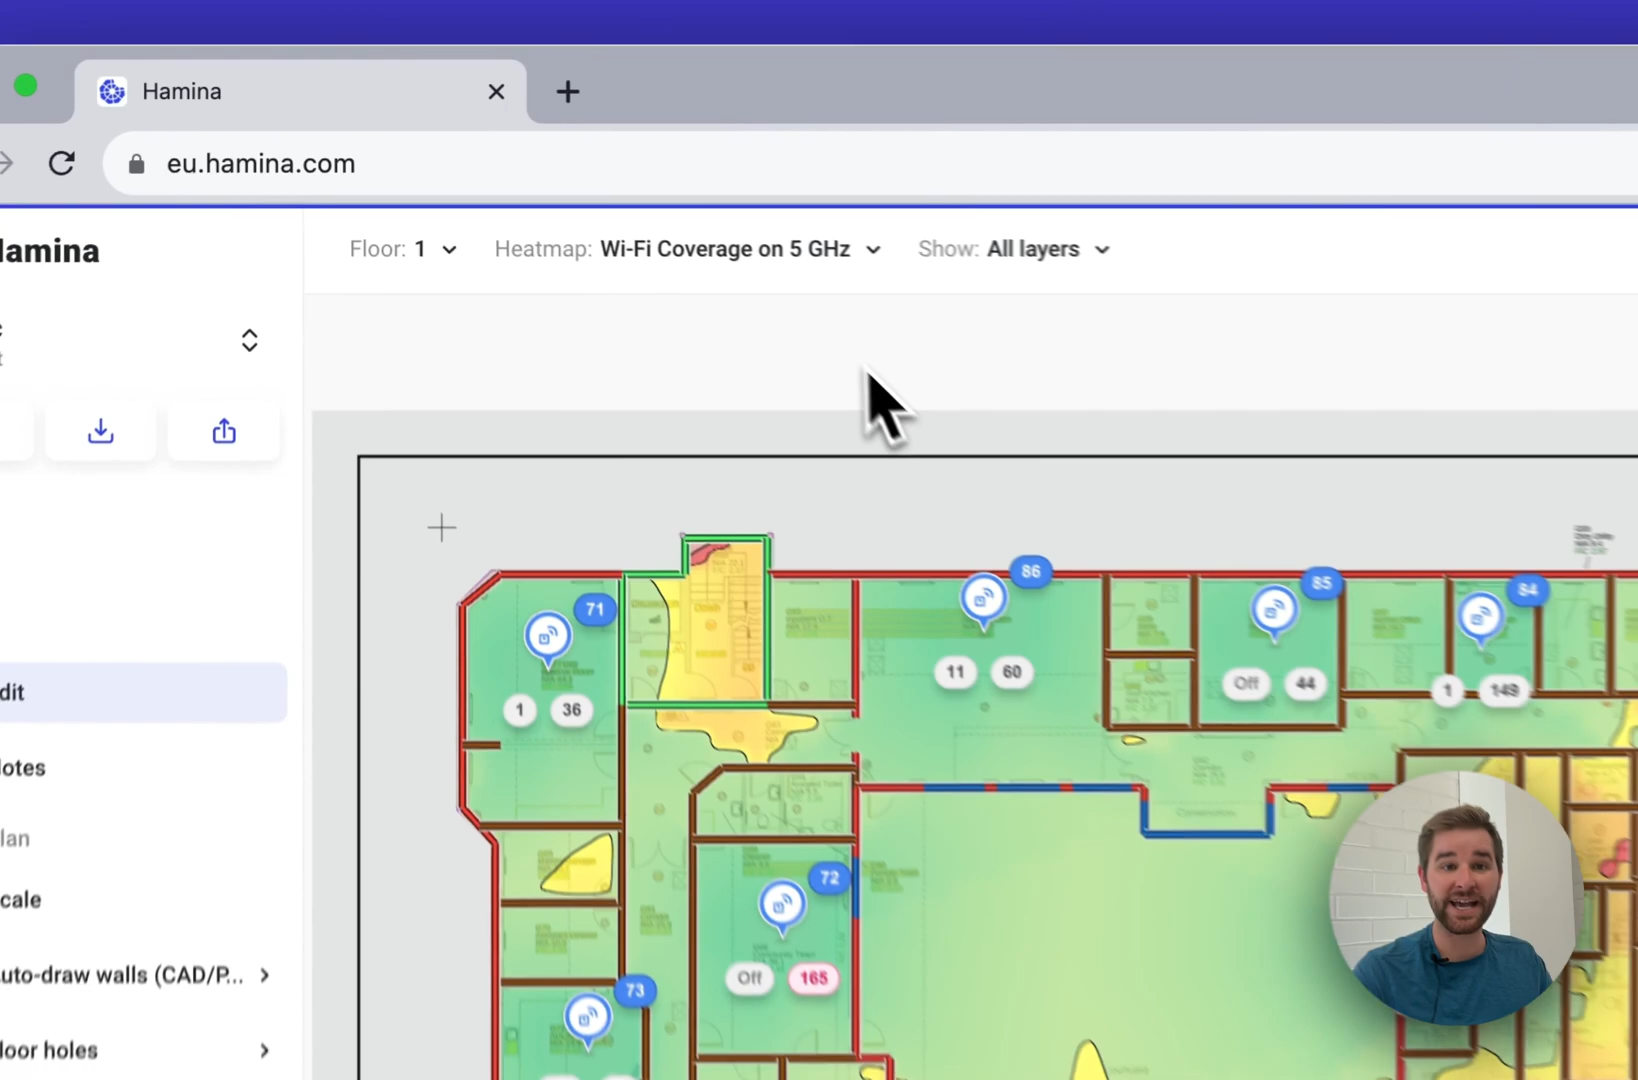 Hamina
eu.hamina.com
lamina
Floor: 1
Heatmap: Wi-Fi Coverage on 5 GHz
Show: All layers
86
85
84
71
11 60
Off 44
1 149
1 36
dit
lotes
lan
72
cale
uto-draw walls (CAD/P...
Off 165
73
loor holes